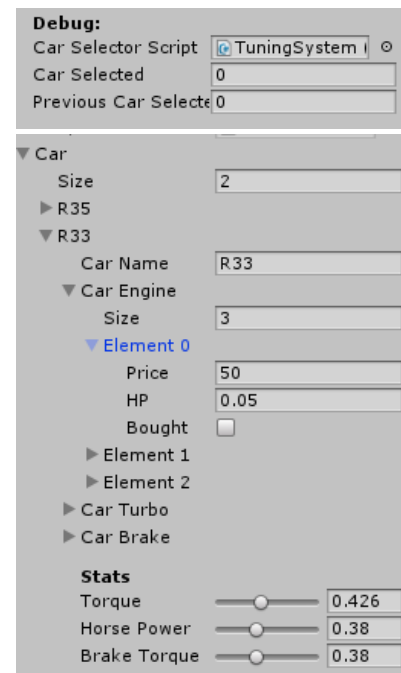 Debug:
Car Selector Script TuningSystem (
Car Selected 0
Previous Car Selecte 0
Car
Size 2
R35
R33
Car Name R33
Car Engine
Size 3
Element 0
Price 50
HP 0.05
Bought
Element 1
Element 2
Car Turbo
Car Brake
Stats
Torque 0.426
Horse Power 0.38
Brake Torque 0.38